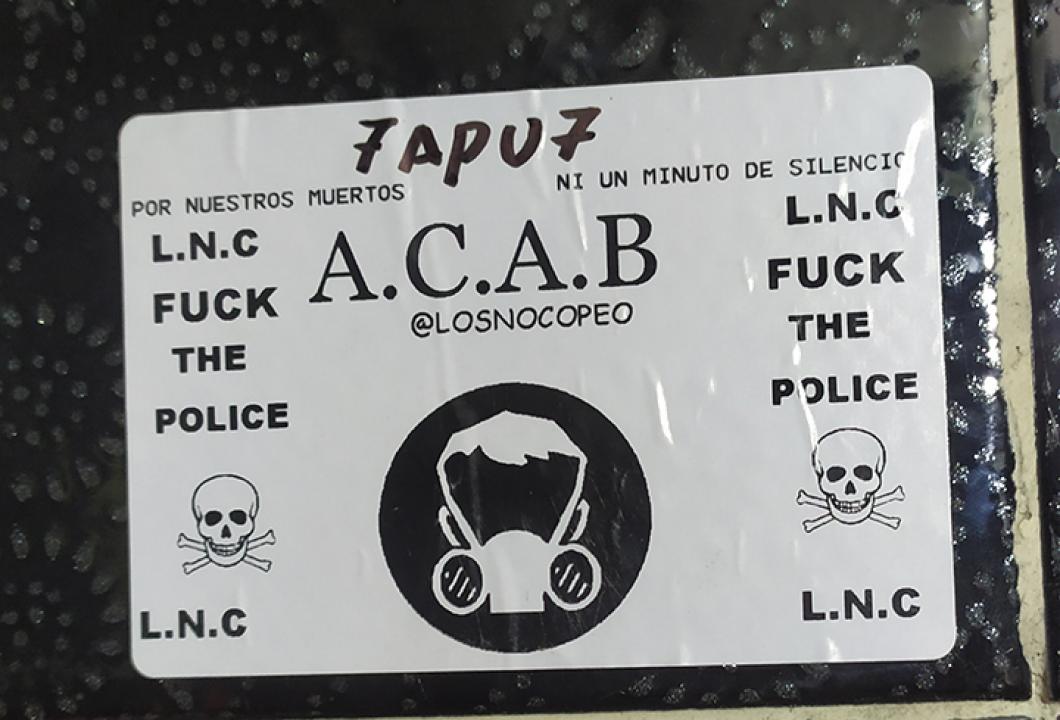 7APU7
POR NUESTROS MUERTOS
NI UN MINUTO DE SILENCIO
L.N.C
FUCK
THE
POLICE
A.C.A.B
@LOSNOCOPEO
L.N.C
FUCK
THE
POLICE
L.N.C
L.N.C